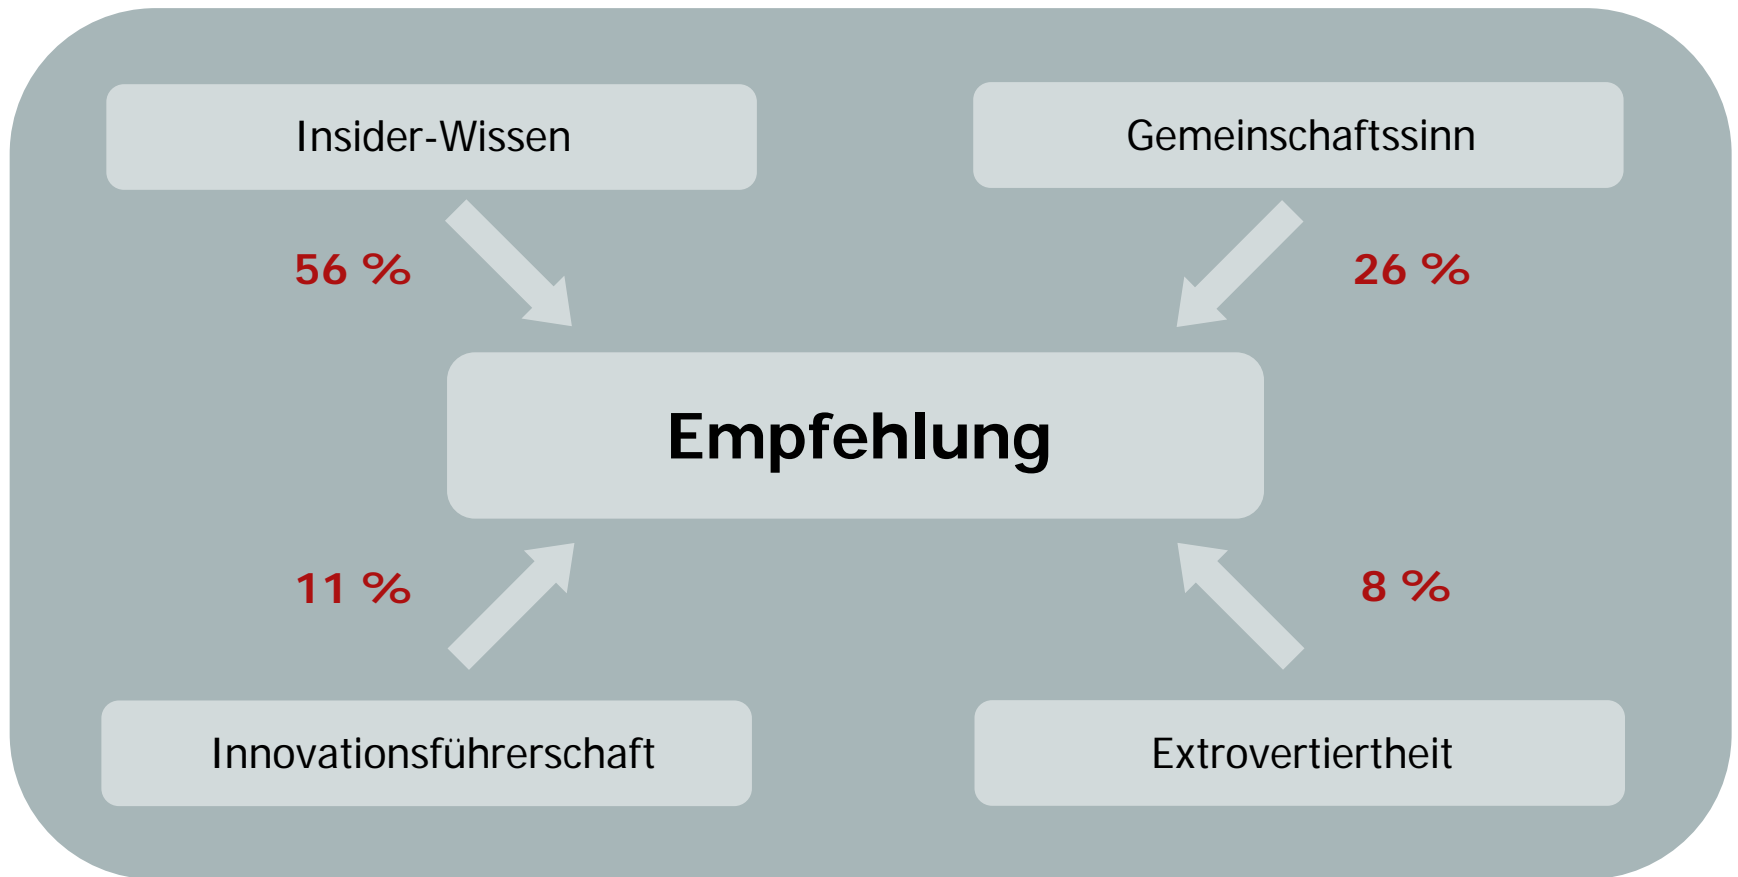 Insider-Wissen
Gemeinschaftssinn
56 %
26 %
Empfehlung
11 %
8 %
Innovationsführerschaft
Extrovertiertheit